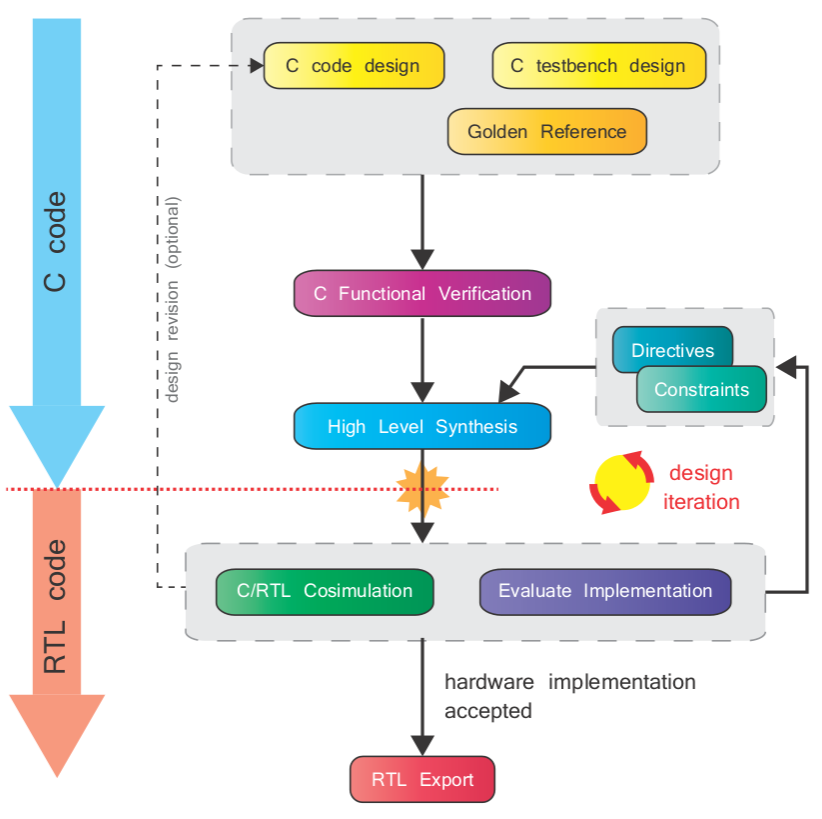 C code design
C testbench design
Golden Reference
C code
design revision (optional)
C Functional Verification
Directives
Constraints
High Level Synthesis
design
iteration
RTL code
C/RTL Cosimulation
Evaluate Implementation
hardware implementation
accepted
RTL Export